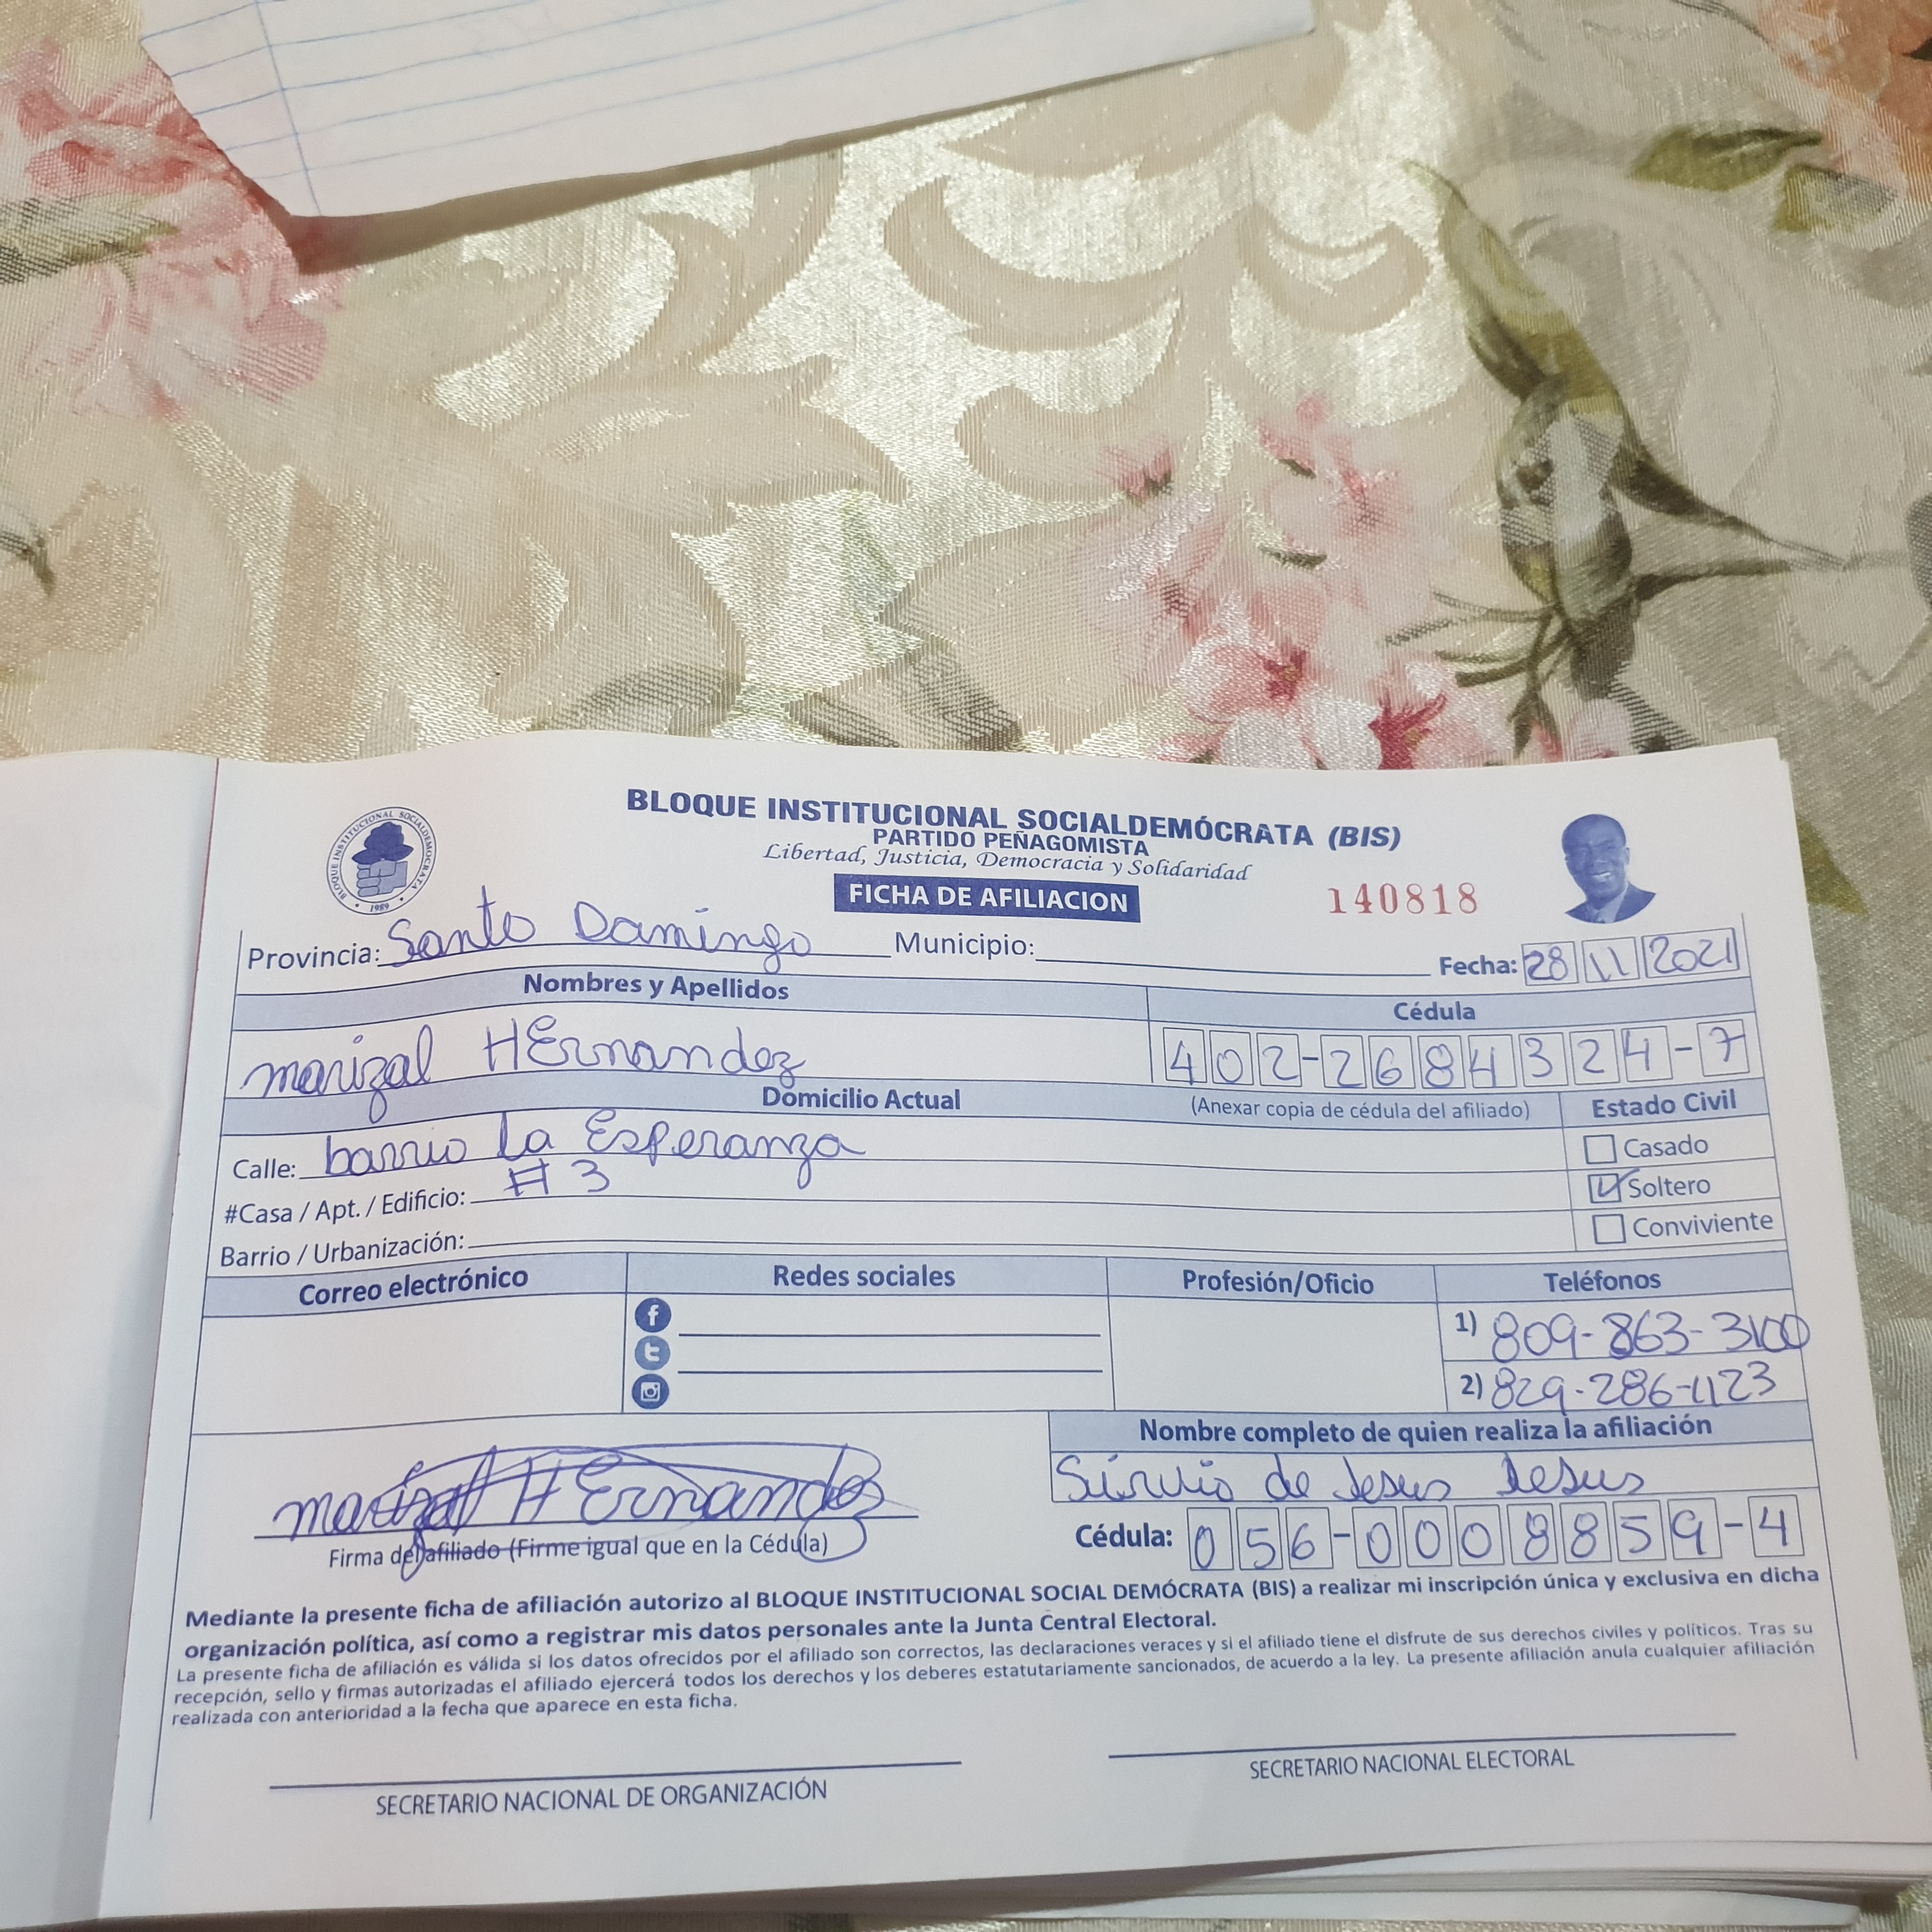 BLOQUE INSTITUCIONAL SOCIALDEMÓCRATA (BIS)
PARTIDO PEÑAGOMISTA
Libertad, Justicia, Democracia y Solidaridad
BLOQUE INSTITUCIONAL SOCIALDEMOCRATA
1989
FICHA DE AFILIACION
140818
Provincia: Santo Domingo Municipio: Fecha: 28 11 2021
Nombres y Apellidos Cédula
marizal HErnandez 402-2684324-7
Domicilio Actual (Anexar copia de cédula del afiliado) Estado Civil
Calle: barrio la Esperanza Casado
#Casa / Apt. / Edificio: # 3 Soltero
Barrio / Urbanización: Conviviente
Correo electrónico Redes sociales Profesión/Oficio Teléfonos
1) 809-863-3100
2) 829-286-1123
Nombre completo de quien realiza la afiliación
marizal HErnandez de Jesus Jesus
Firma del afiliado (Firme igual que en la Cédula) Cédula: 056-0008859-4
Mediante la presente ficha de afiliación autorizo al BLOQUE INSTITUCIONAL SOCIAL DEMÓCRATA (BIS) a realizar mi inscripción única y exclusiva en dicha
organización política, así como a registrar mis datos personales ante la Junta Central Electoral.
La presente ficha de afiliación es válida si los datos ofrecidos por el afiliado son correctos, las declaraciones veraces y si el afiliado tiene el disfrute de sus derechos civiles y políticos. Tras su
recepción, sello y firmas autorizadas el afiliado ejercerá todos los derechos y los deberes estatutariamente sancionados, de acuerdo a la ley. La presente afiliación anula cualquier afiliación
realizada con anterioridad a la fecha que aparece en esta ficha.
SECRETARIO NACIONAL DE ORGANIZACIÓN SECRETARIO NACIONAL ELECTORAL